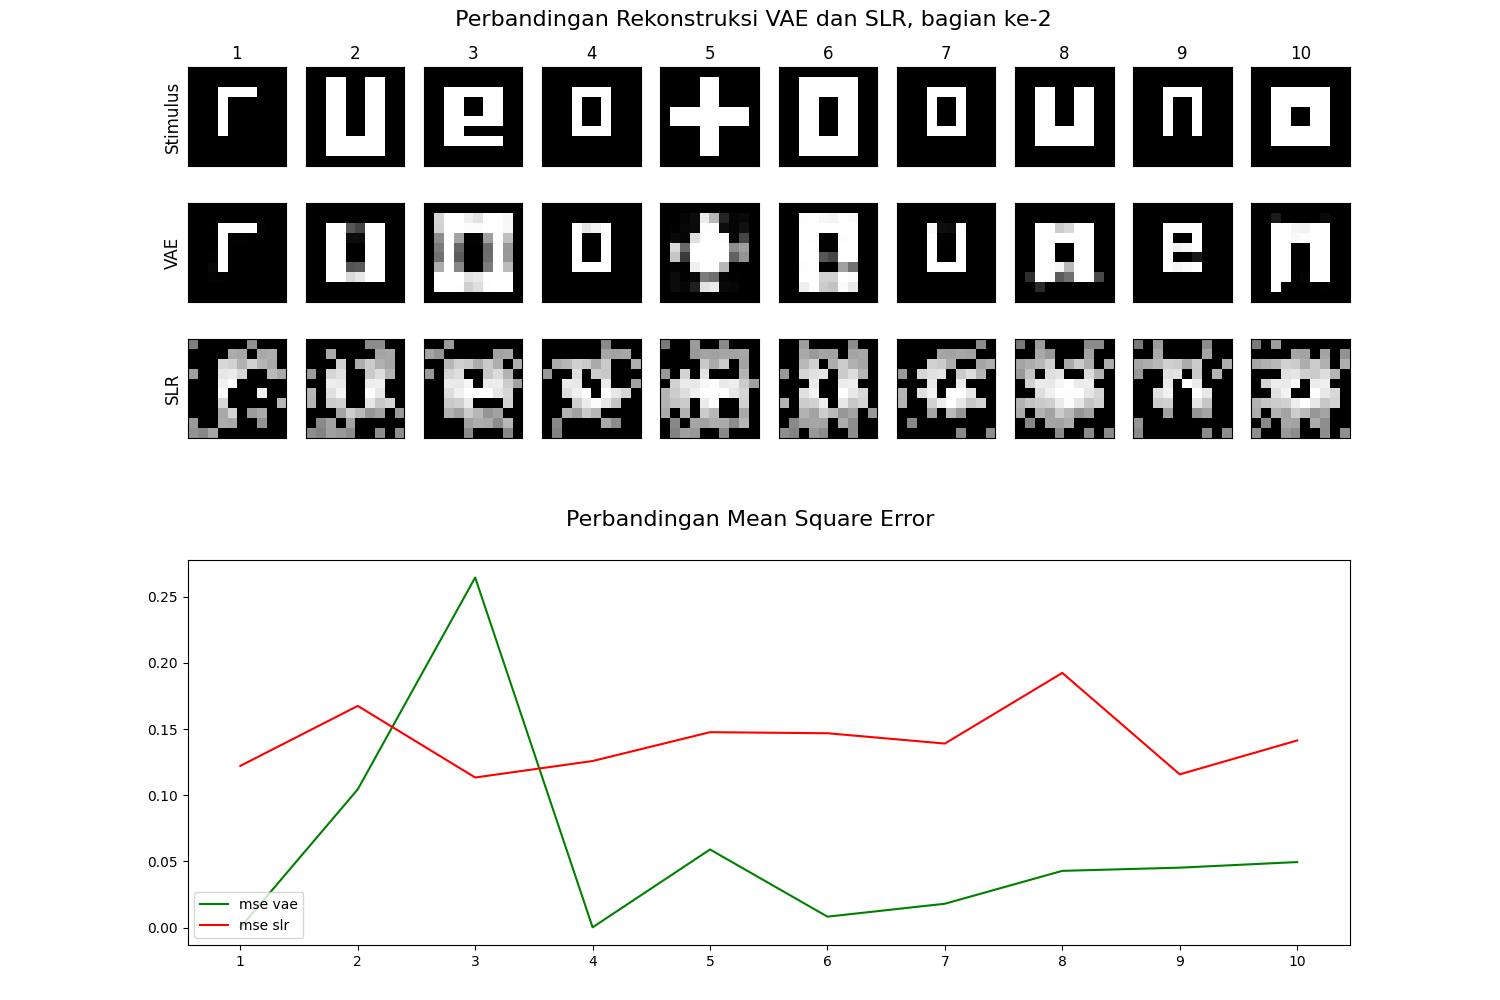 Perbandingan Rekonstruksi VAE dan SLR, bagian ke-2
1 2 3 4 5 6 7 8 9 10
Stimulus
VAE
SLR
Perbandingan Mean Square Error
0.25
0.20
0.15
0.10
0.05
0.00
mse vae
mse slr
1 2 3 4 5 6 7 8 9 10